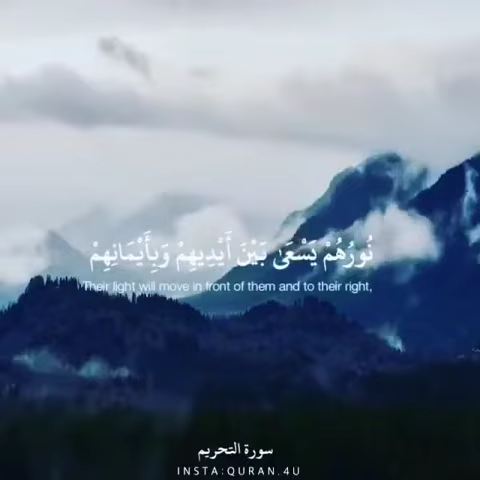 نُورُهُمْ يَسْعَىٰ بَيْنَ أَيْدِيهِمْ وَبِأَيْمَانِهِمْ
Their light will move in front of them and to their right,
سورة التحريم
INSTA:QURAN.4U